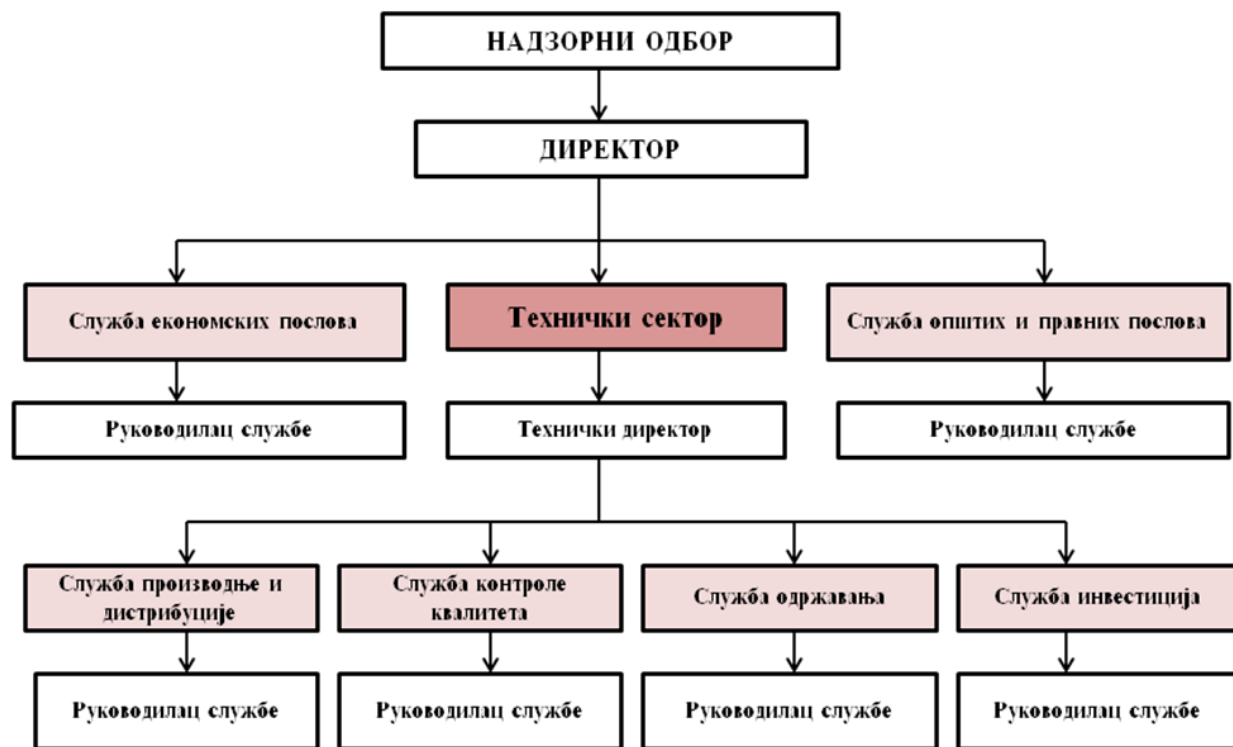 НАДЗОРНИ ОДБОР
ДИРЕКТОР
Служба економских послова
Технички сектор
Служба општих и правних послова
Руководилац службе
Технички директор
Руководилац службе
Служба производње и
дистрибуције
Служба контроле
квалитета
Служба одржавања
Служба инвестиција
Руководилац службе
Руководилац службе
Руководилац службе
Руководилац службе